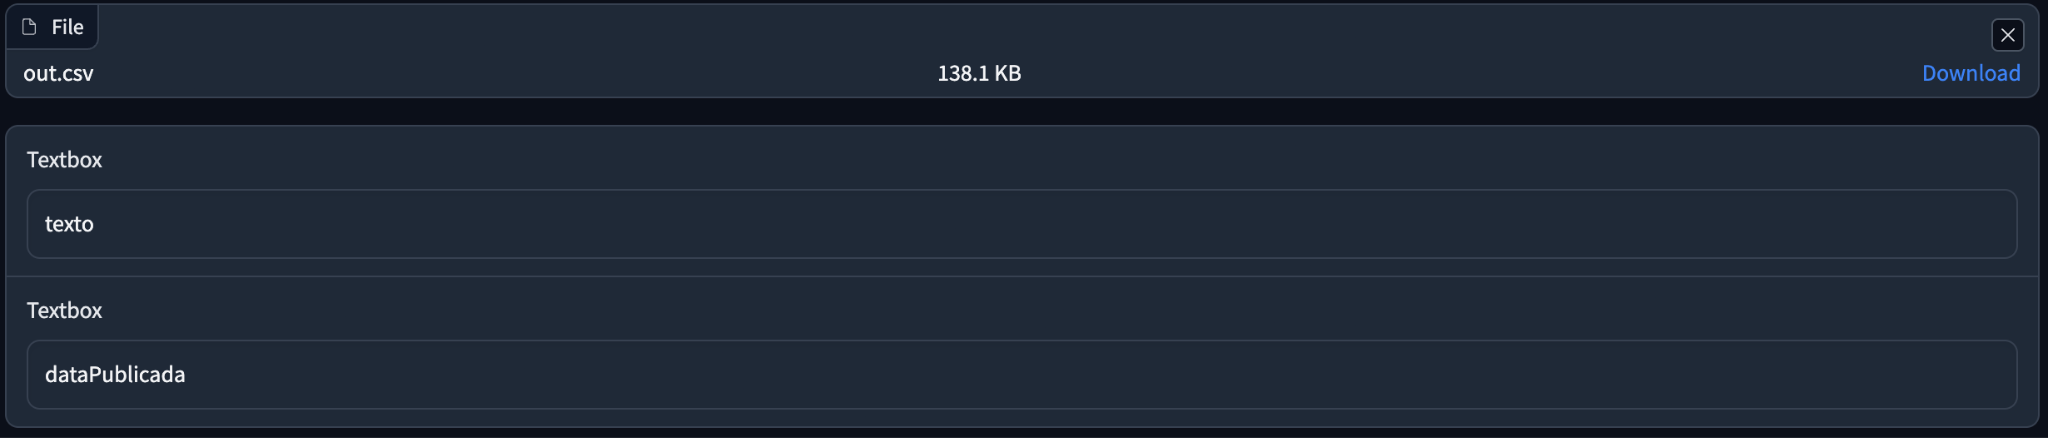 File
out.csv 138.1 KB Download
Textbox
texto
Textbox
dataPublicada